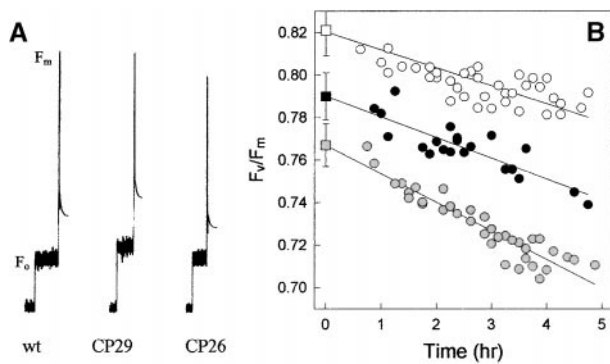 A
Fm
Fo
wt CP29 CP26
B
Fv/Fm
0.82
0.80
0.78
0.76
0.74
0.72
0.70
0 1 2 3 4 5
Time (hr)